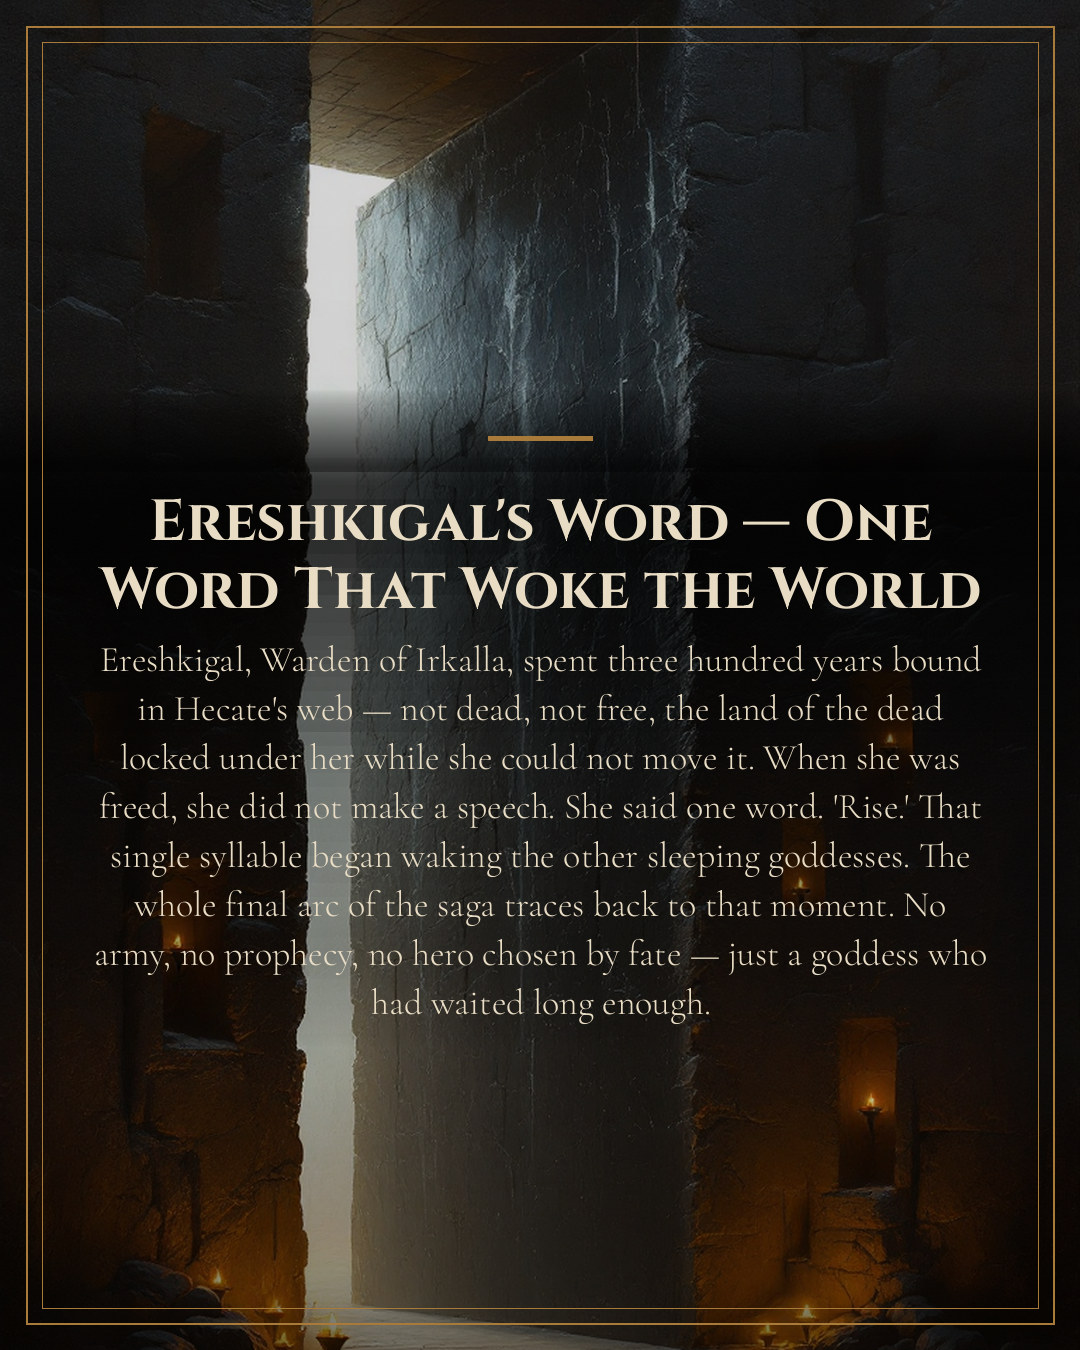 Ereshkigal's Word — One
Word That Woke the World
Ereshkigal, Warden of Irkalla, spent three hundred years bound
in Hecate's web — not dead, not free, the land of the dead
locked under her while she could not move it. When she was
freed, she did not make a speech. She said one word. 'Rise.' That
single syllable began waking the other sleeping goddesses. The
whole final arc of the saga traces back to that moment. No
army, no prophecy, no hero chosen by fate — just a goddess who
had waited long enough.